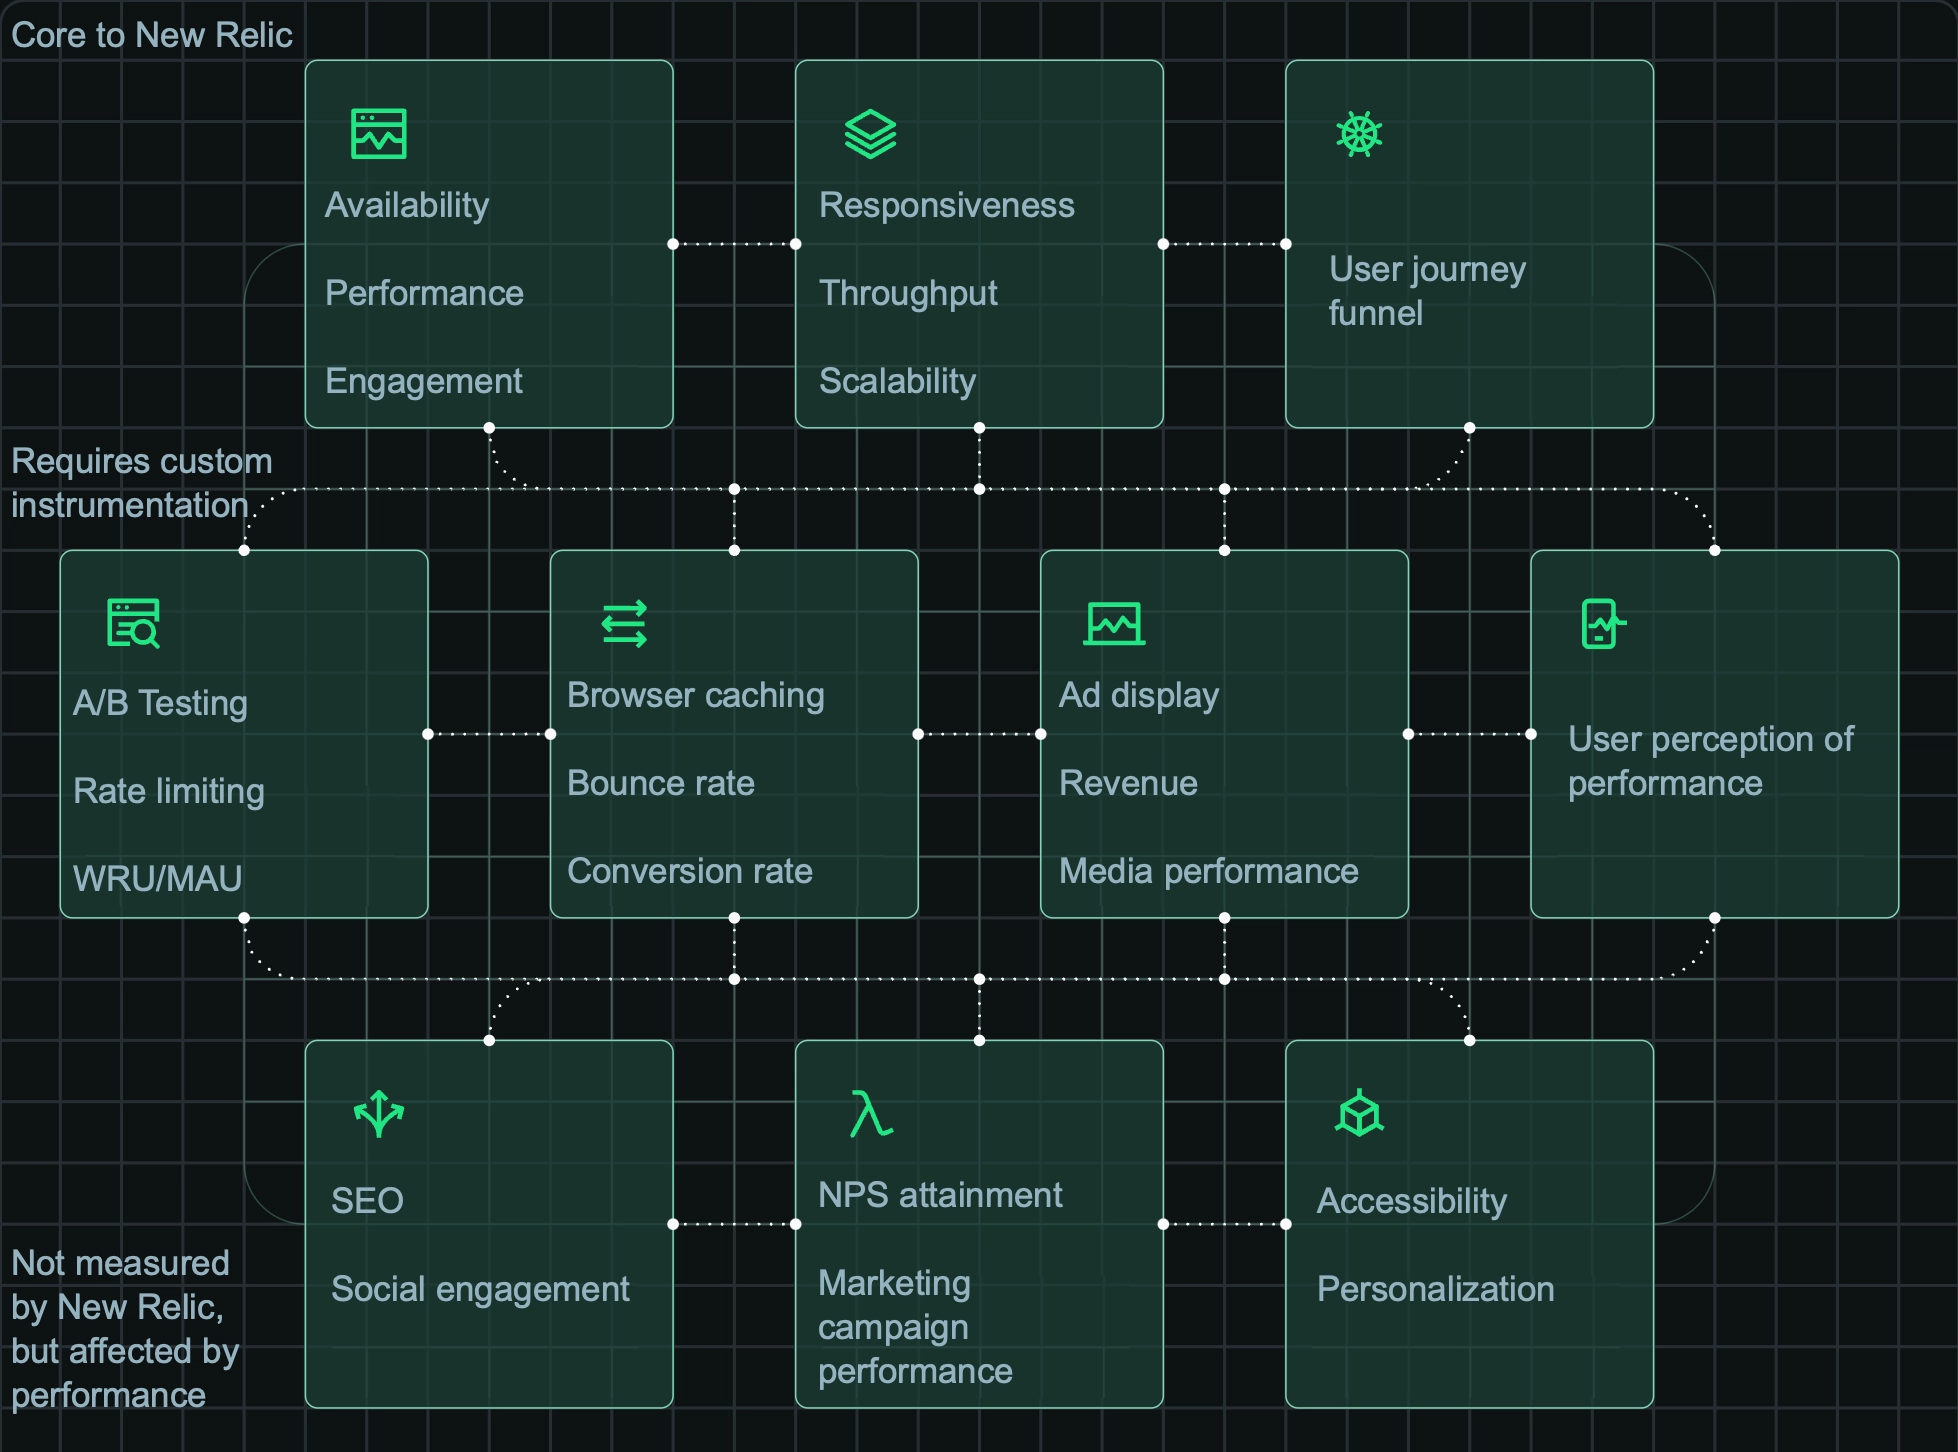 Core to New Relic
Availability
Performance
Engagement
Responsiveness
Throughput
Scalability
User journey
funnel
Requires custom
instrumentation
A/B Testing
Rate limiting
WRU/MAU
Browser caching
Bounce rate
Conversion rate
Ad display
Revenue
Media performance
User perception of
performance
Not measured
by New Relic,
but affected by
performance
SEO
Social engagement
NPS attainment
Marketing
campaign
performance
Accessibility
Personalization